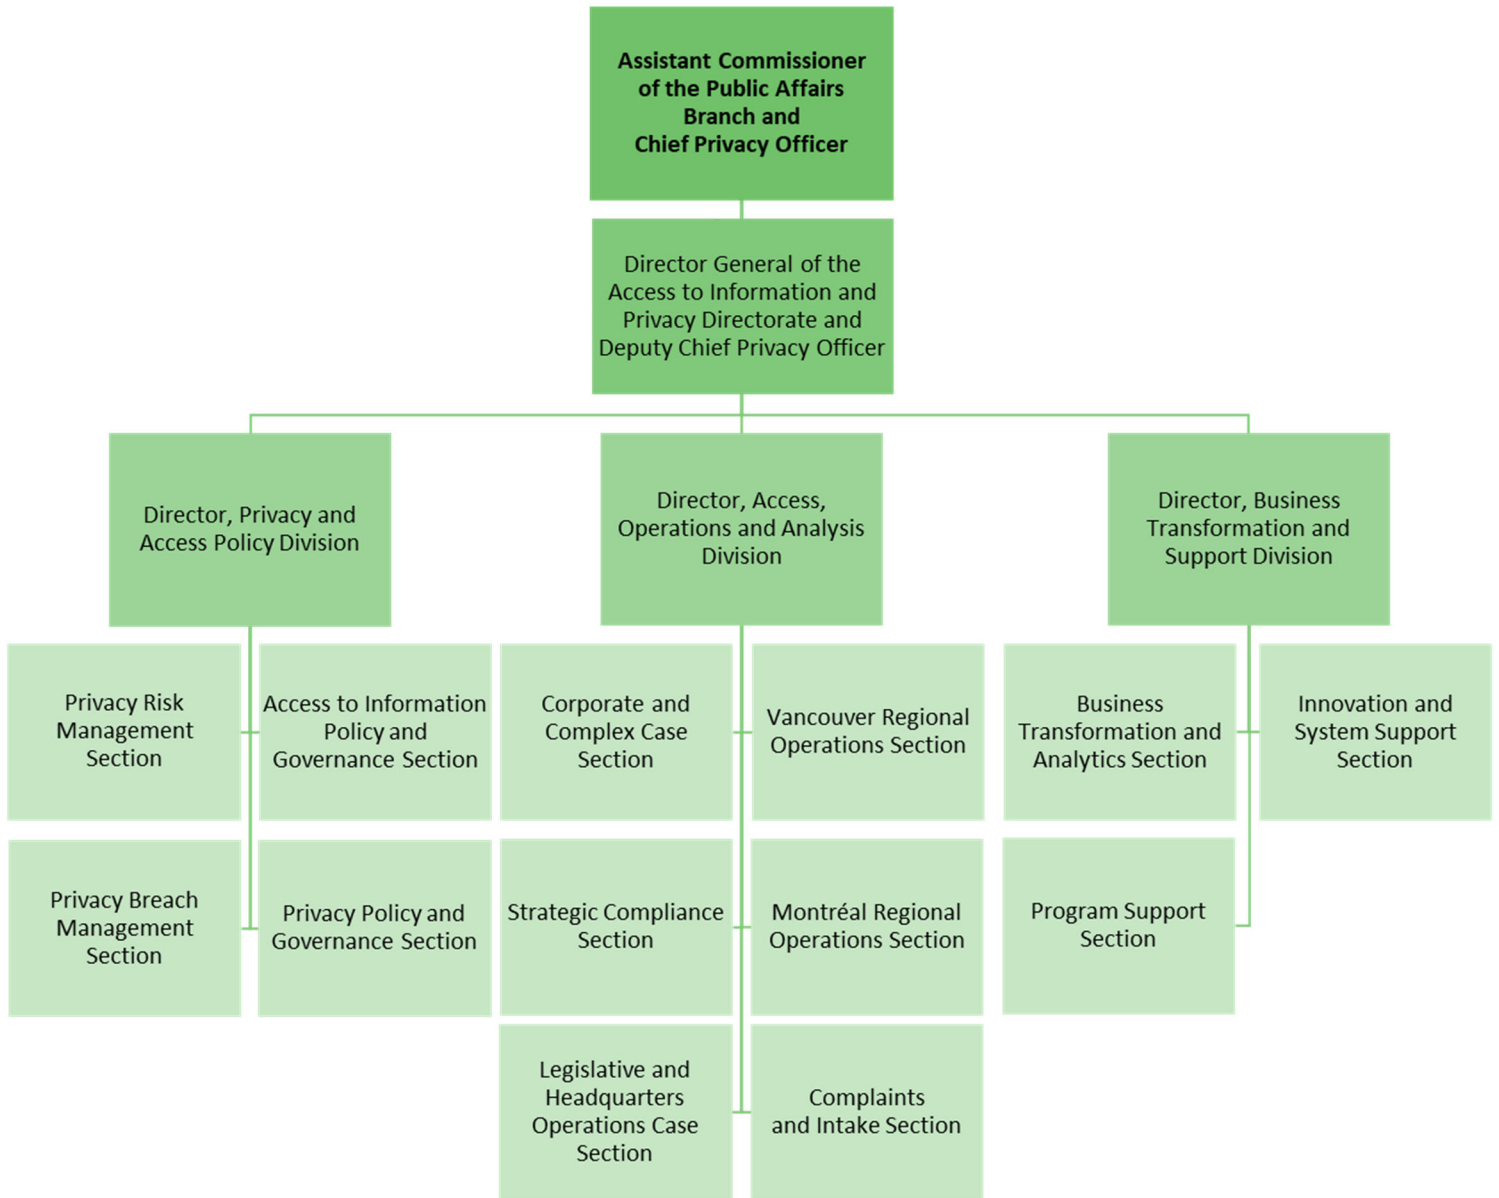 Assistant Commissioner
of the Public Affairs
Branch and
Chief Privacy Officer
Director General of the
Access to Information and
Privacy Directorate and
Deputy Chief Privacy Officer
Director, Privacy and
Access Policy Division
Director, Access,
Operations and Analysis
Division
Director, Business
Transformation and
Support Division
Privacy Risk
Management
Section
Access to Information
Policy and
Governance Section
Corporate and
Complex Case
Section
Vancouver Regional
Operations Section
Business
Transformation and
Analytics Section
Innovation and
System Support
Section
Privacy Breach
Management
Section
Privacy Policy and
Governance Section
Strategic Compliance
Section
Montréal Regional
Operations Section
Program Support
Section
Legislative and
Headquarters
Operations Case
Section
Complaints
and Intake Section